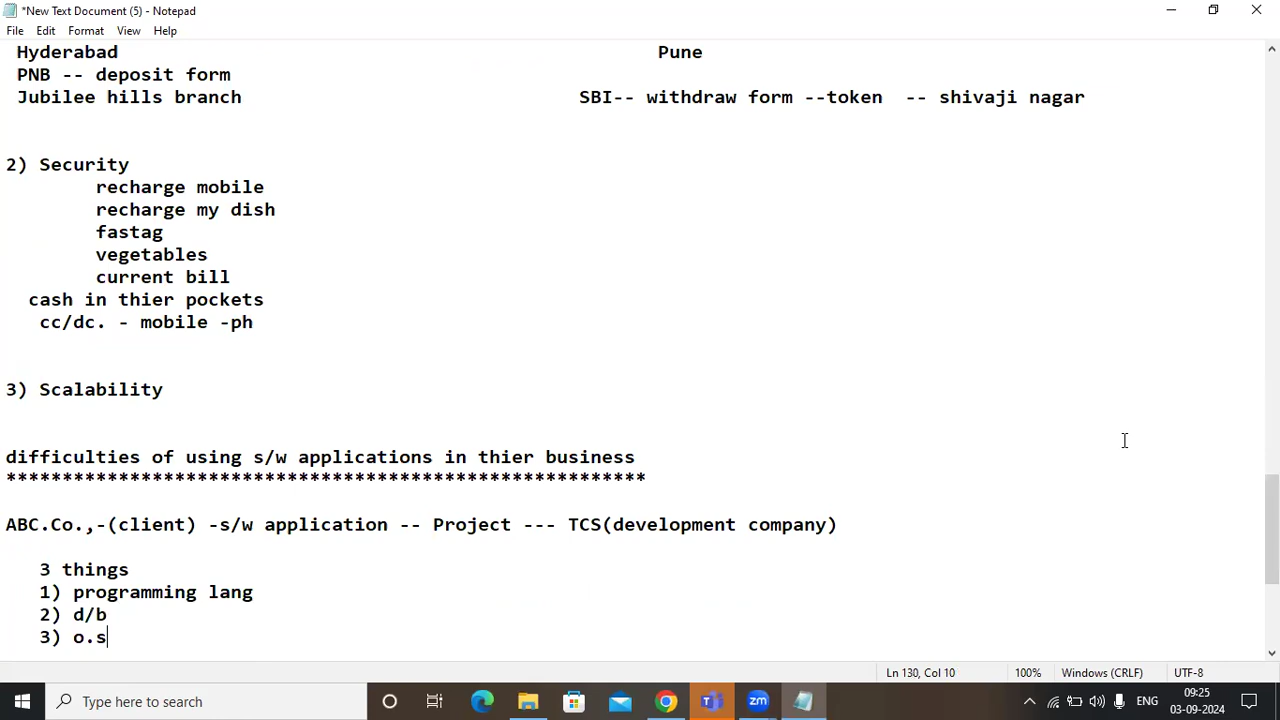 *New Text Document (5) - Notepad
File Edit Format View Help
Hyderabad Pune
PNB -- deposit form
Jubilee hills branch SBI-- withdraw form --token -- shivaji nagar
2) Security
recharge mobile
recharge my dish
fastag
vegetables
current bill
cash in thier pockets
cc/dc. - mobile -ph
3) Scalability
difficulties of using s/w applications in thier business
*********************************************************
ABC.Co.,-(client) -s/w application -- Project --- TCS(development company)
3 things
1) programming lang
2) d/b
3) o.s
Ln 130, Col 10 100% Windows (CRLF) UTF-8
Type here to search ENG 09:25
03-09-2024